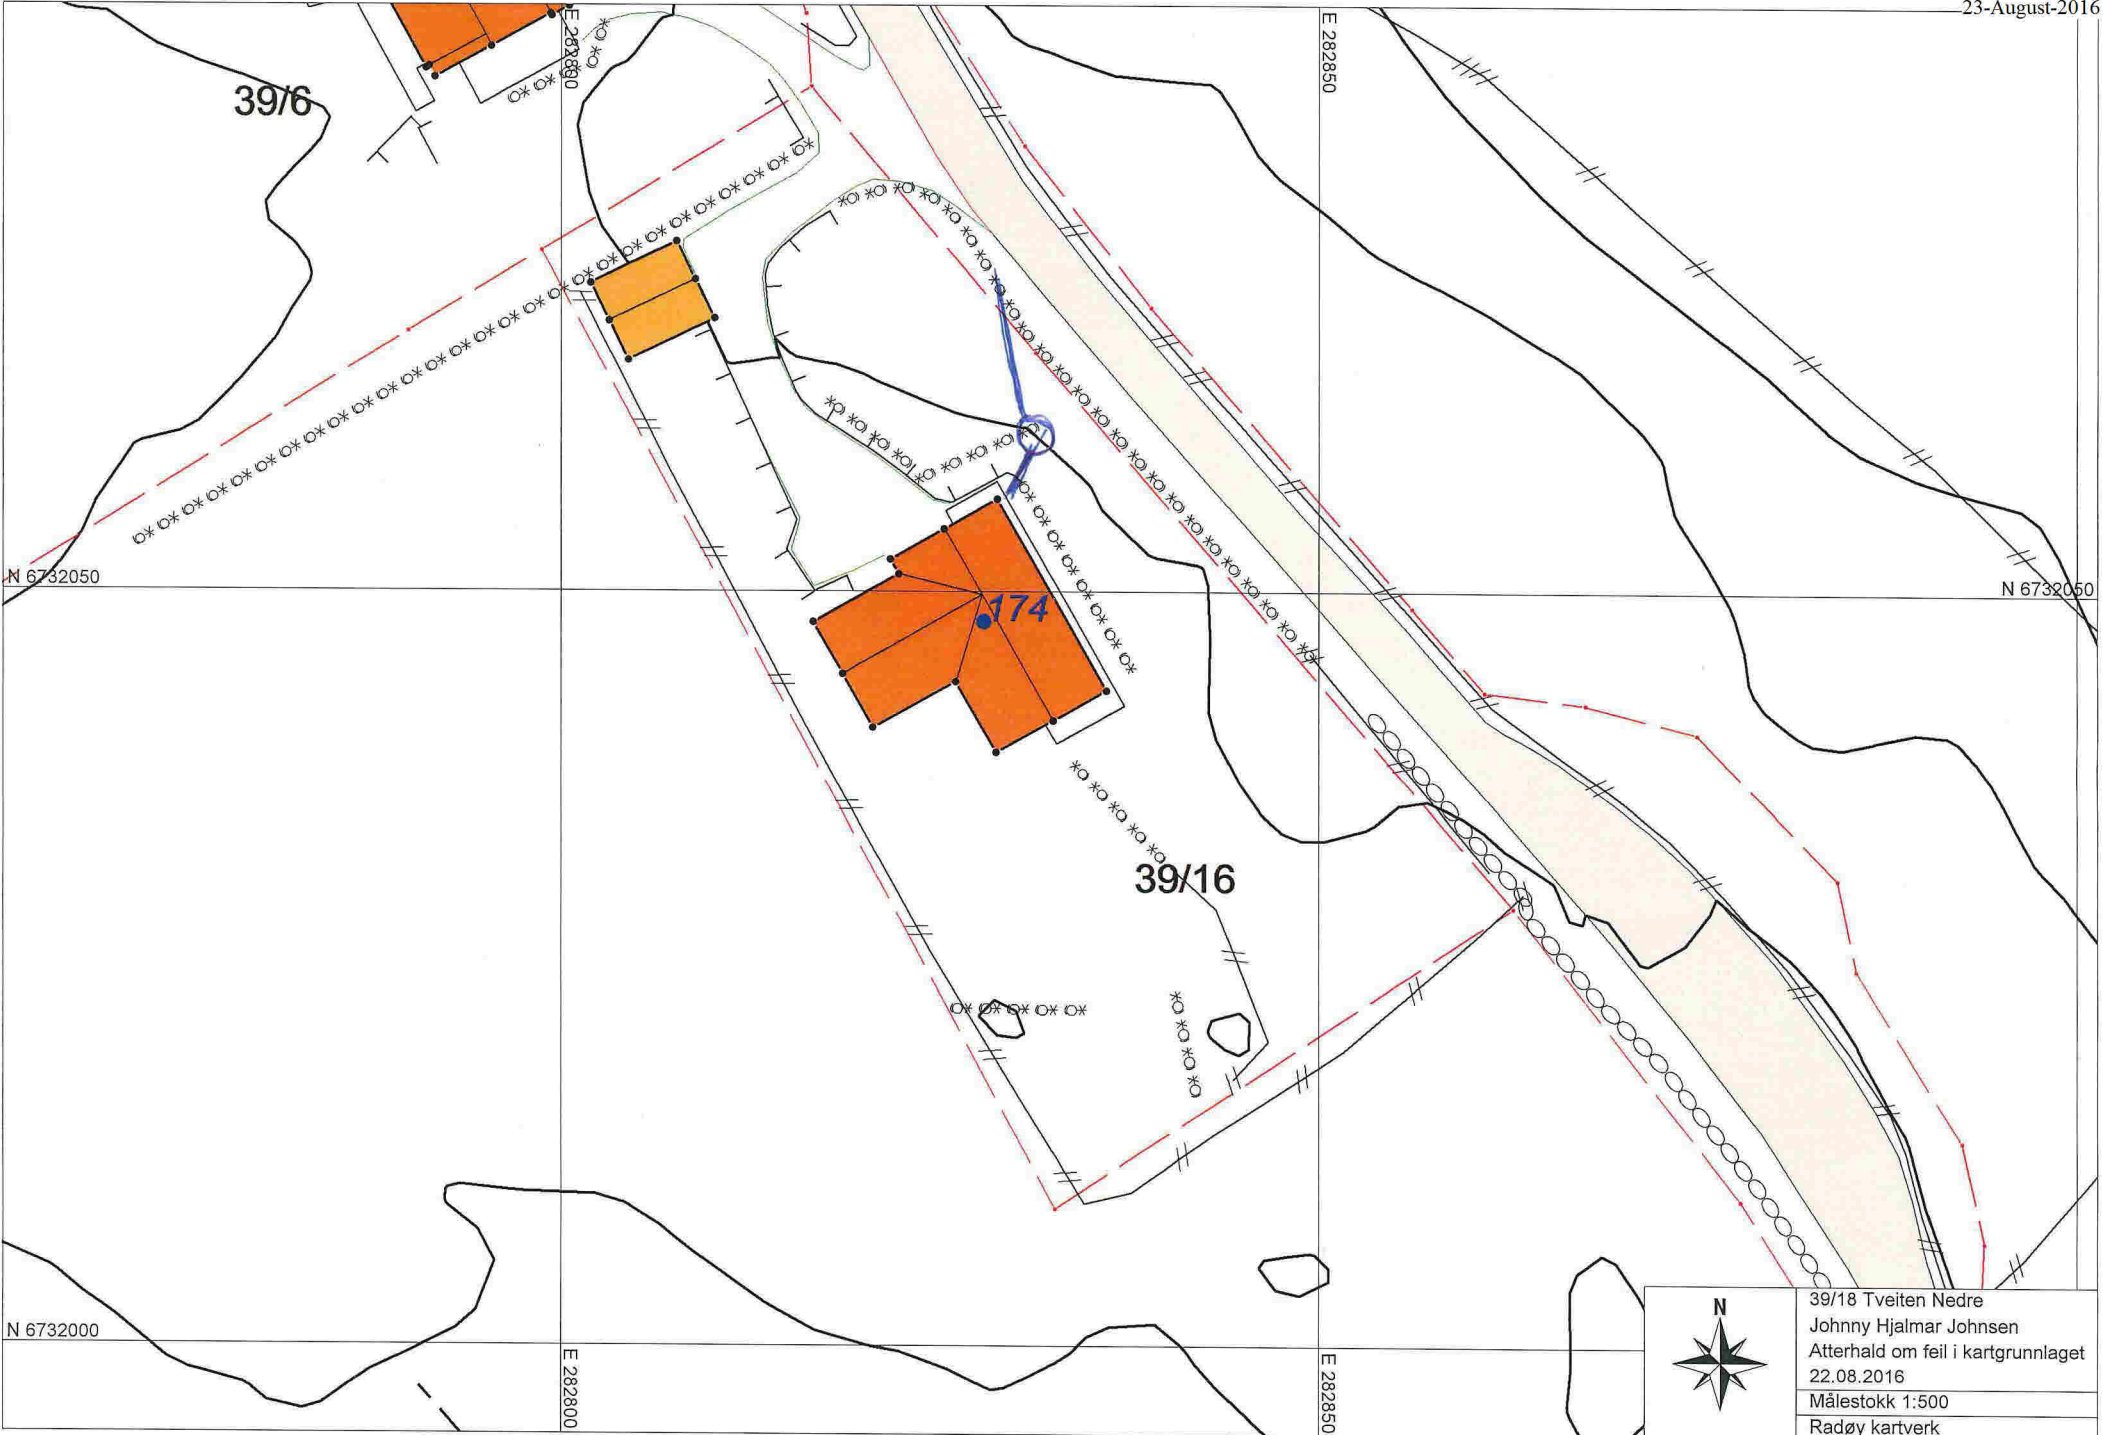 23-August-2016
E 282800
E 282850
39/6
N 6732050
N 6732050
174
39/16
N 6732000
E 282800
E 282850
N
39/18 Tveiten Nedre
Johnny Hjalmar Johnsen
Atterhald om feil i kartgrunnlaget
22.08.2016
Målestokk 1:500
Radøy kartverk